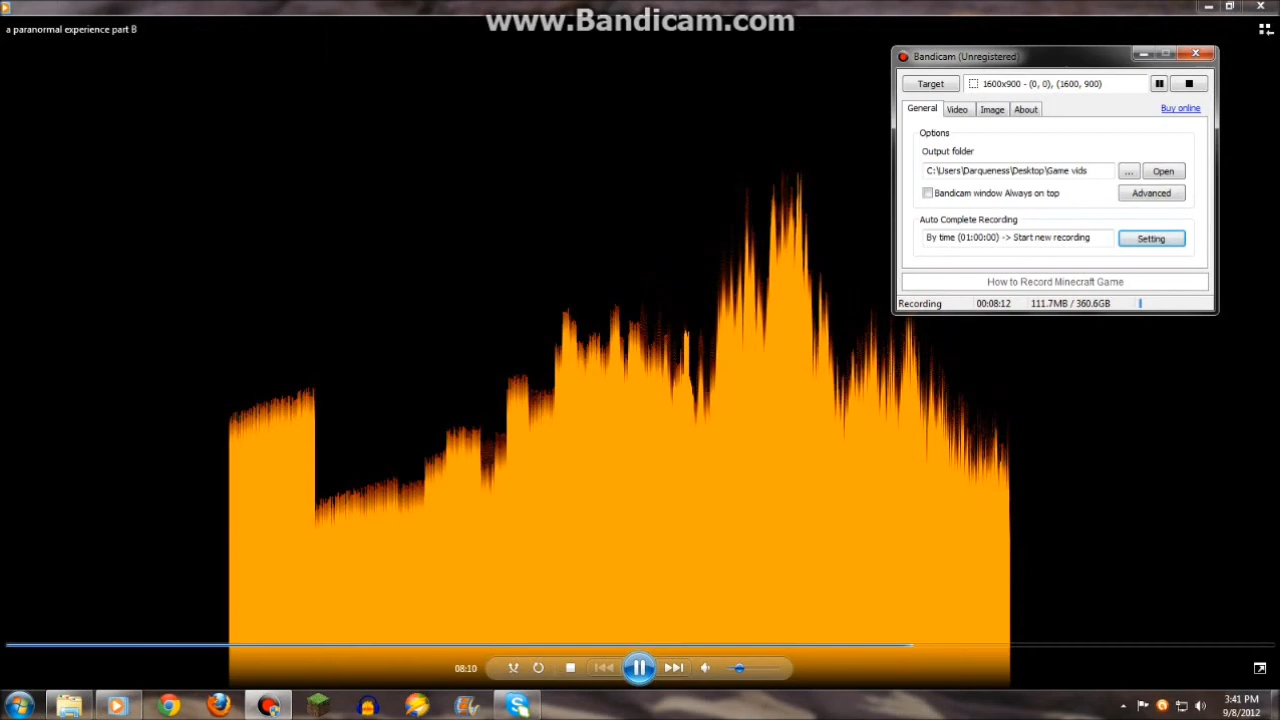 www.Bandicam.com
a paranormal experience part B
Bandicam (Unregistered)
Target
1600x900 - (0, 0), (1600, 900)
General
Video
Image
About
Buy online
Options
Output folder
C:\Users\Darqueness\Desktop\Game vids
...
Open
Bandicam window Always on top
Advanced
Auto Complete Recording
By time (01:00:00) -> Start new recording
Setting
How to Record Minecraft Game
Recording
00:08:12
111.7MB / 360.6GB
08:10
3:41 PM
9/8/2012